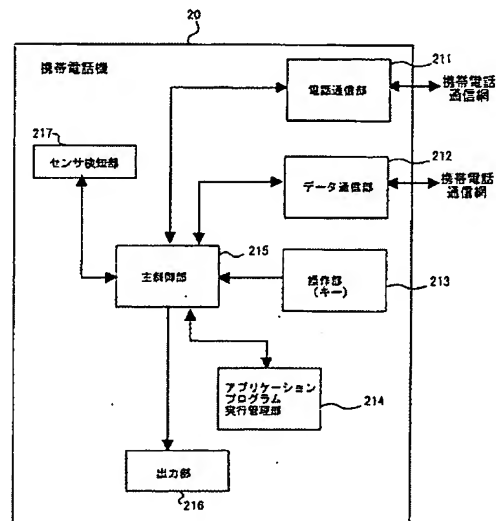 20
携帯電話機
211
電話通信部
携帯電話
通信網
217
センサ検知部
212
データ通信部
携帯電話
通信網
215
主制御部
操作部
(キー)
213
アプリケーション
プログラム
実行管理部
214
出力部
216